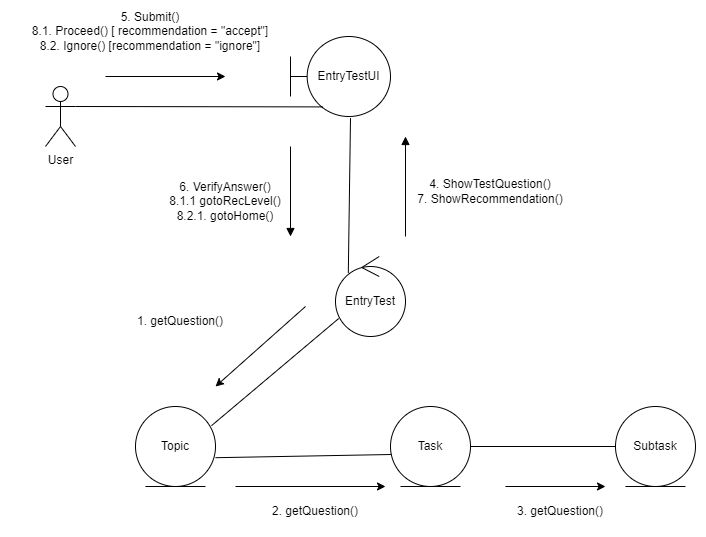 5. Submit()
8.1. Proceed() [ recommendation = "accept"]
8.2. Ignore() [recommendation = "ignore"]
EntryTestUI
User
6. VerifyAnswer()
8.1.1 gotoRecLevel()
8.2.1. gotoHome()
4. ShowTestQuestion()
7. ShowRecommendation()
EntryTest
1. getQuestion()
Topic
Task
Subtask
2. getQuestion()
3. getQuestion()